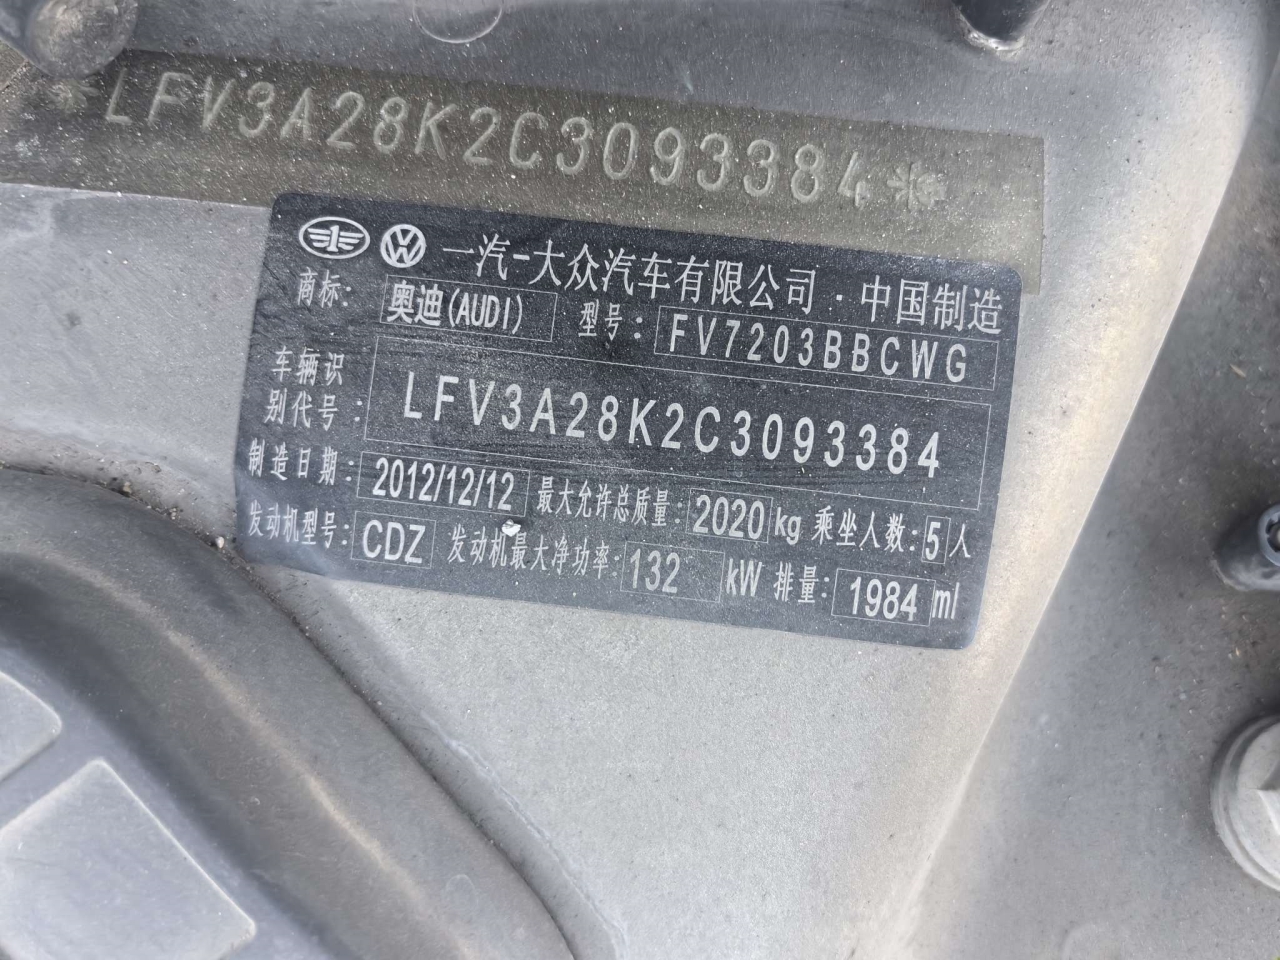 *LFV3A28K2C3093384*
一汽-大众汽车有限公司·中国制造
商标: 奥迪(AUDI) 型号: FV7203BBCWG
车辆识别代号: LFV3A28K2C3093384
制造日期: 2012/12/12 最大允许总质量: 2020 kg 乘坐人数: 5 人
发动机型号: CDZ 发动机最大净功率: 132 kW 排量: 1984 ml